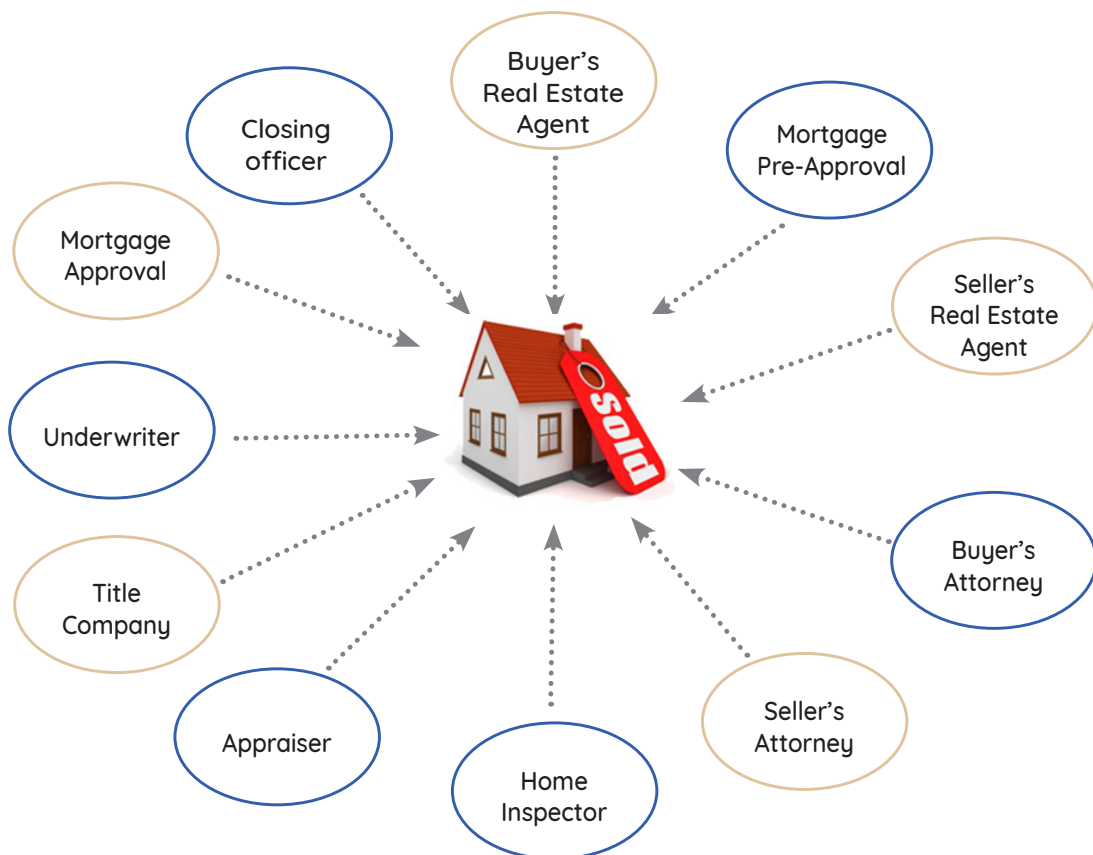 Buyer's
Real Estate
Agent
Mortgage
Pre-Approval
Seller's
Real Estate
Agent
Buyer's
Attorney
Seller's
Attorney
Home
Inspector
Appraiser
Title
Company
Underwriter
Mortgage
Approval
Closing
officer
Sold